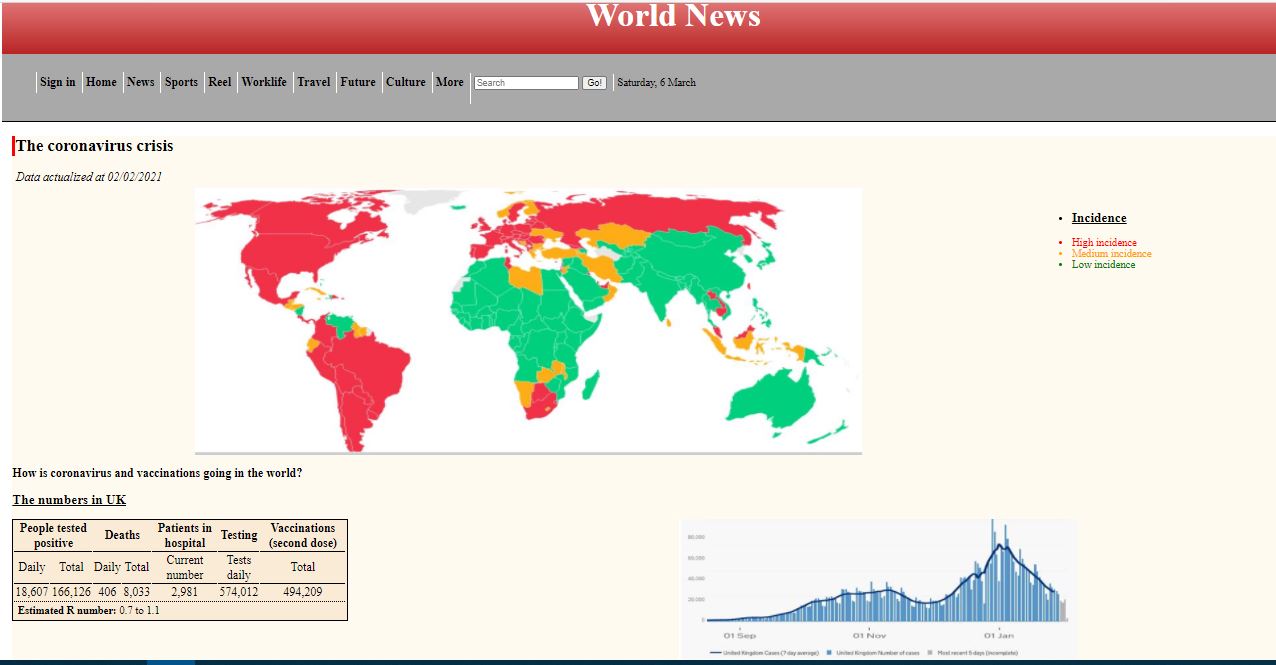 World News
Sign in Home News Sports Reel Worklife Travel Future Culture More Search Go! Saturday, 6 March
The coronavirus crisis
Data actualized at 02/02/2021
Incidence
High incidence
Medium incidence
Low incidence
How is coronavirus and vaccinations going in the world?
The numbers in UK
People tested positive Deaths Patients in hospital Testing Vaccinations (second dose)
Daily Total Daily Total Current number Tests daily Total
18,607 166,126 406 8,033 2,981 574,012 494,209
Estimated R number: 0.7 to 1.1
80,000
60,000
40,000
20,000
0
01 Sep 01 Nov 01 Jan
United Kingdom Cases (7 day average) United Kingdom Number of cases Most recent 5 days (incomplete)